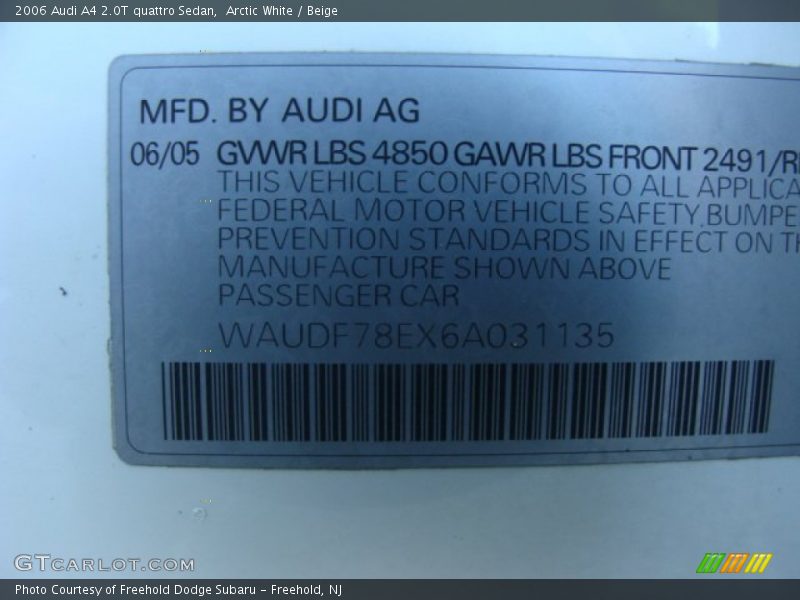 2006 Audi A4 2.0T quattro Sedan,  Arctic White / Beige
MFD. BY AUDI AG
06/05 GVWR LBS 4850 GAWR LBS FRONT 2491/
THIS VEHICLE CONFORMS TO ALL APPLICA
FEDERAL MOTOR VEHICLE SAFETY,BUMPE
PREVENTION STANDARDS IN EFFECT ON TH
MANUFACTURE SHOWN ABOVE
PASSENGER CAR
WAUDF78EX6A031135
GTCARLOT.COM
Photo Courtesy of Freehold Dodge Subaru - Freehold, NJ